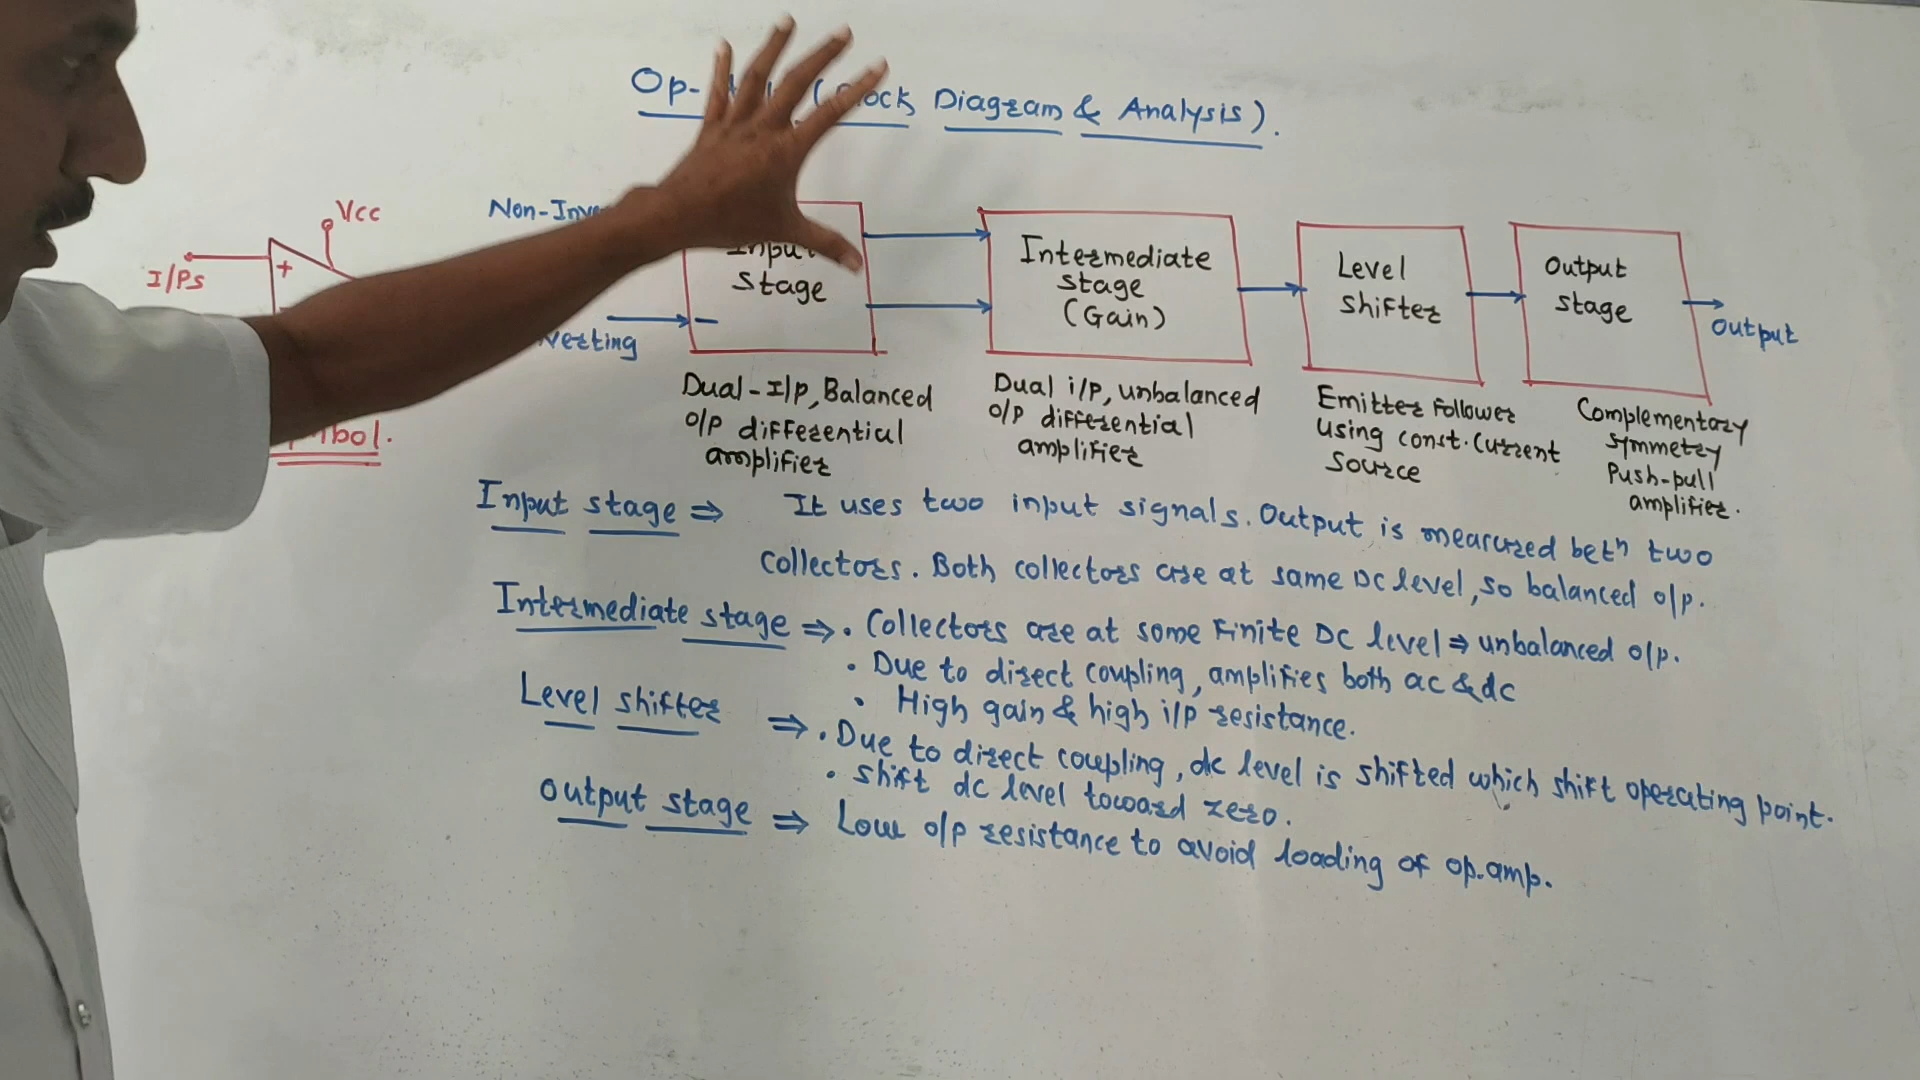 Op- (Block Diagram & Analysis).
Vcc
I/Ps
+
Non-Inve
verting
Input
stage
-
Intermediate
stage
(Gain)
Level
shifter
Output
stage
Output
Dual-I/p, Balanced
o/p differential
amplifier
Dual i/p, unbalanced
o/p differential
amplifier
Emitter Follower
using const. current
source
Complementary
symmetry
Push-pull
amplifier.
mbol.
Input stage ⇒ It uses two input signals. Output is mearured betn two
collectors. Both collectors are at same DC level, so balanced o/p.
Intermediate stage ⇒ • Collectors are at some Finite DC level ⇒ unbalanced o/p.
• Due to direct coupling, amplifies both ac & dc
• High gain & high i/p resistance.
Level shifter ⇒ • Due to direct coupling, dc level is shifted which shift operating point.
• shift dc level toward zero.
output stage ⇒ Low o/p resistance to avoid loading of op.amp.